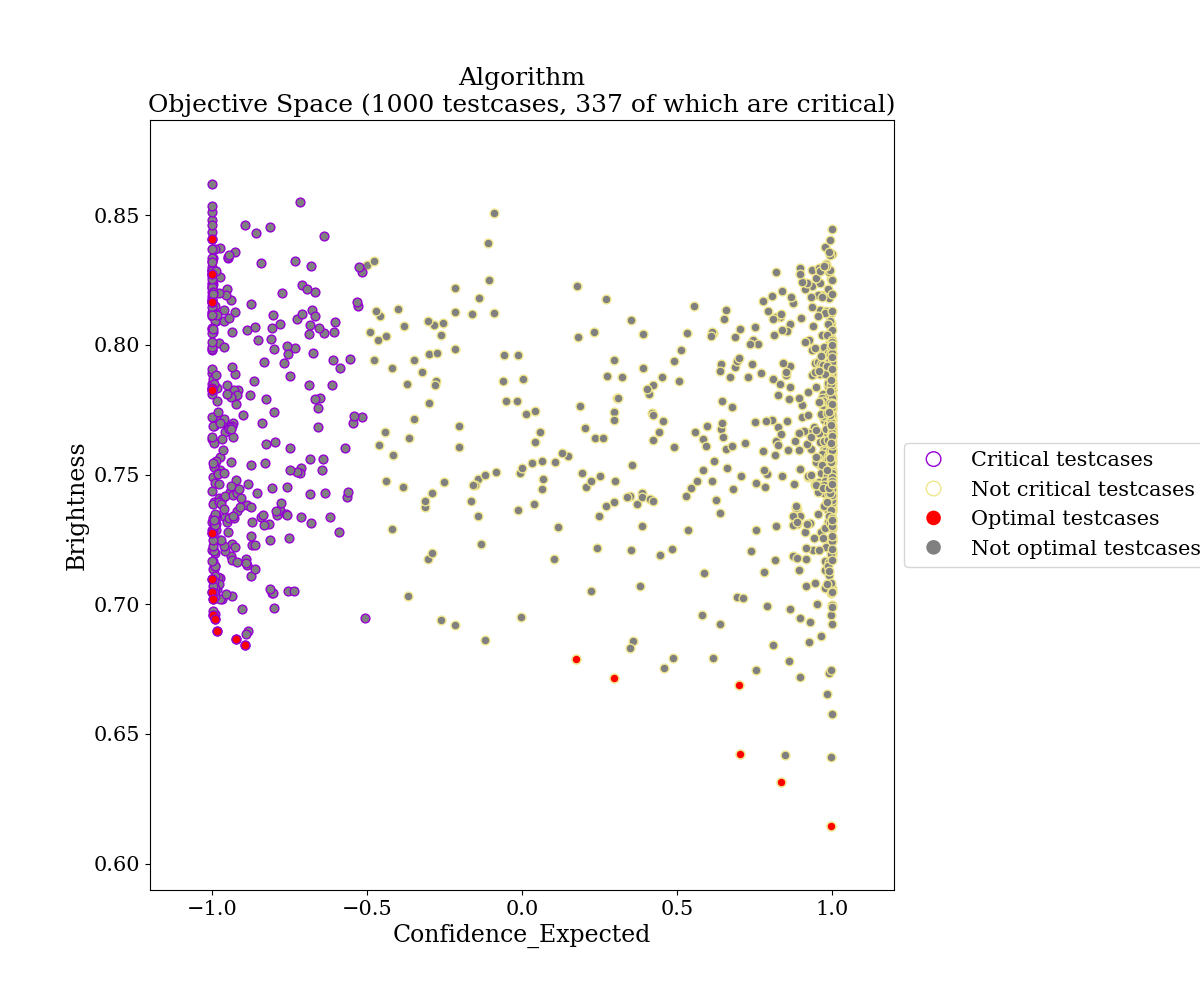 Algorithm
Objective Space (1000 testcases, 337 of which are critical)
0.85
0.80
0.75
0.70
0.65
0.60
Brightness
−1.0
−0.5
0.0
0.5
1.0
Confidence_Expected
Critical testcases
Not critical testcases
Optimal testcases
Not optimal testcases